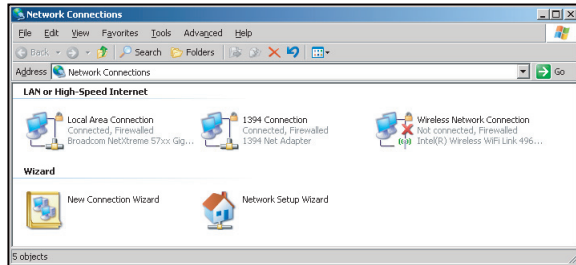 Network Connections
File Edit View Favorites Tools Advanced Help
Back Search Folders
Address Network Connections Go
LAN or High-Speed Internet
Local Area Connection
Connected, Firewalled
Broadcom NetXtreme 57xx Gig...
1394 Connection
Connected, Firewalled
1394 Net Adapter
Wireless Network Connection
Not connected, Firewalled
Intel(R) Wireless WiFi Link 496...
Wizard
New Connection Wizard
Network Setup Wizard
5 objects